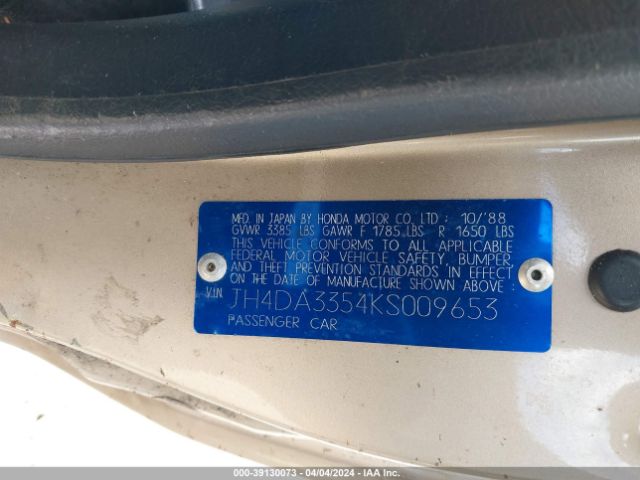 MFD. IN JAPAN BY HONDA MOTOR CO. LTD : 10/'88
GVWR 3385 LBS GAWR F 1785 LBS R 1650 LBS
THIS VEHICLE CONFORMS TO ALL APPLICABLE
FEDERAL MOTOR VEHICLE SAFETY, BUMPER,
AND THEFT PREVENTION STANDARDS IN EFFECT
ON THE DATE OF MANUFACTURE SHOWN ABOVE :
VIN JH4DA3354KS009653
PASSENGER CAR
000-39130073 - 04/04/2024 - IAA Inc.